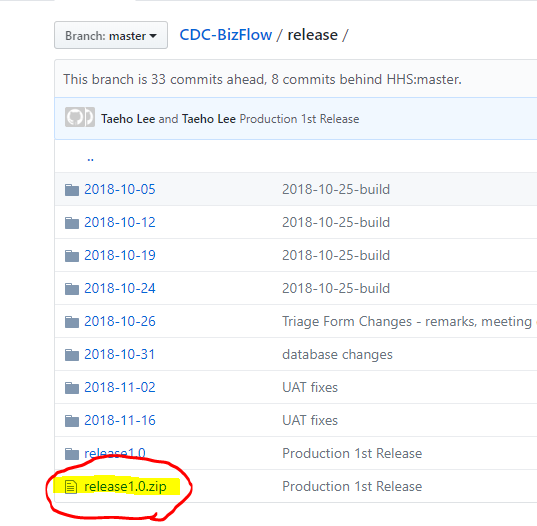 Branch: master CDC-BizFlow / release /
This branch is 33 commits ahead, 8 commits behind HHS:master.
Taeho Lee and Taeho Lee Production 1st Release
..
2018-10-05 2018-10-25-build
2018-10-12 2018-10-25-build
2018-10-19 2018-10-25-build
2018-10-24 2018-10-25-build
2018-10-26 Triage Form Changes - remarks, meeting
2018-10-31 database changes
2018-11-02 UAT fixes
2018-11-16 UAT fixes
release1.0 Production 1st Release
release1.0.zip Production 1st Release